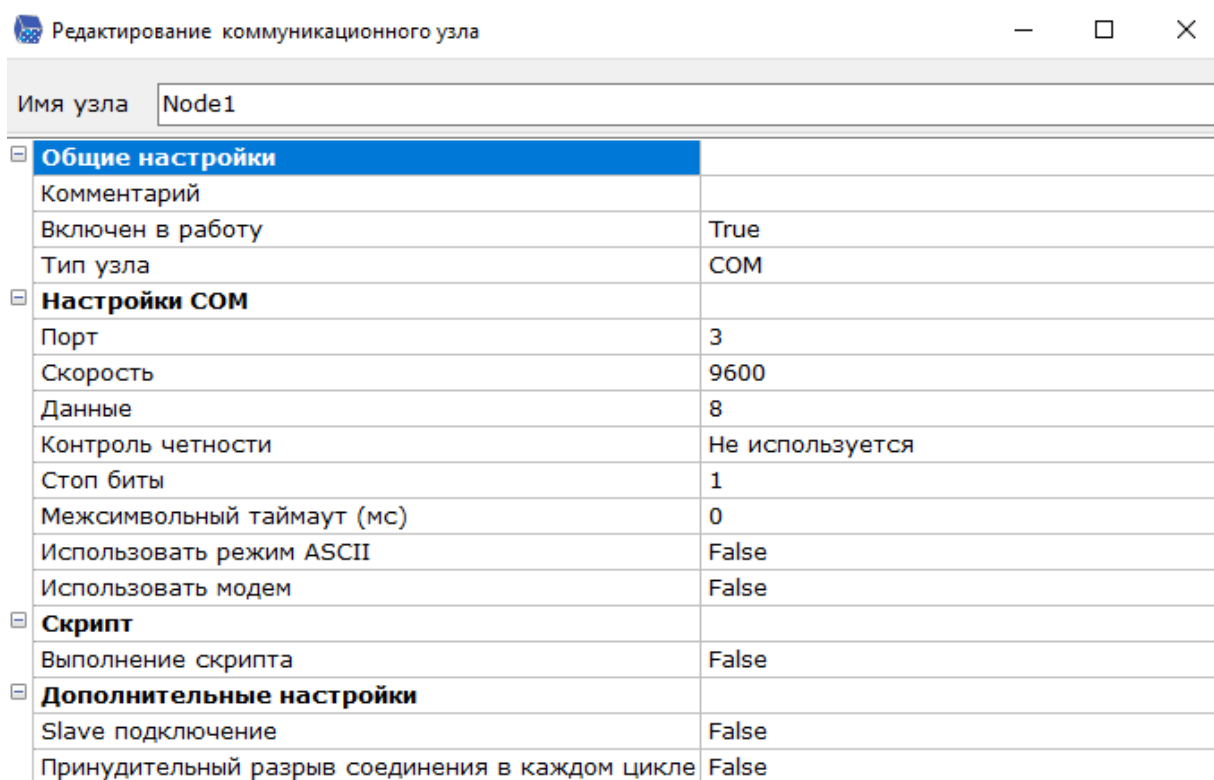 Редактирование коммуникационного узла
Имя узла Node1
Общие настройки
Комментарий
Включен в работу True
Тип узла COM
Настройки COM
Порт 3
Скорость 9600
Данные 8
Контроль четности Не используется
Стоп биты 1
Межсимвольный таймаут (мс) 0
Использовать режим ASCII False
Использовать модем False
Скрипт
Выполнение скрипта False
Дополнительные настройки
Slave подключение False
Принудительный разрыв соединения в каждом цикле False